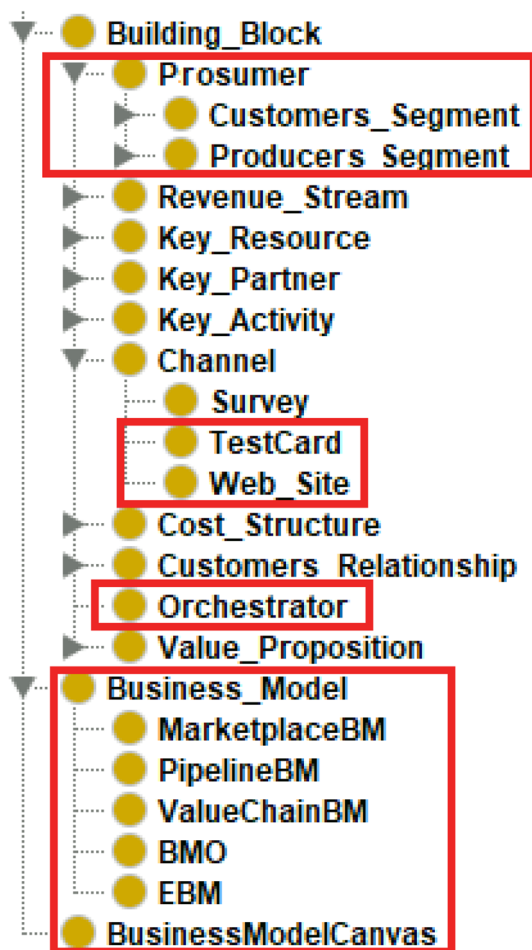 Building_Block
Prosumer
Customers_Segment
Producers_Segment
Revenue_Stream
Key_Resource
Key_Partner
Key_Activity
Channel
Survey
TestCard
Web_Site
Cost_Structure
Customers_Relationship
Orchestrator
Value_Proposition
Business_Model
MarketplaceBM
PipelineBM
ValueChainBM
BMO
EBM
BusinessModelCanvas